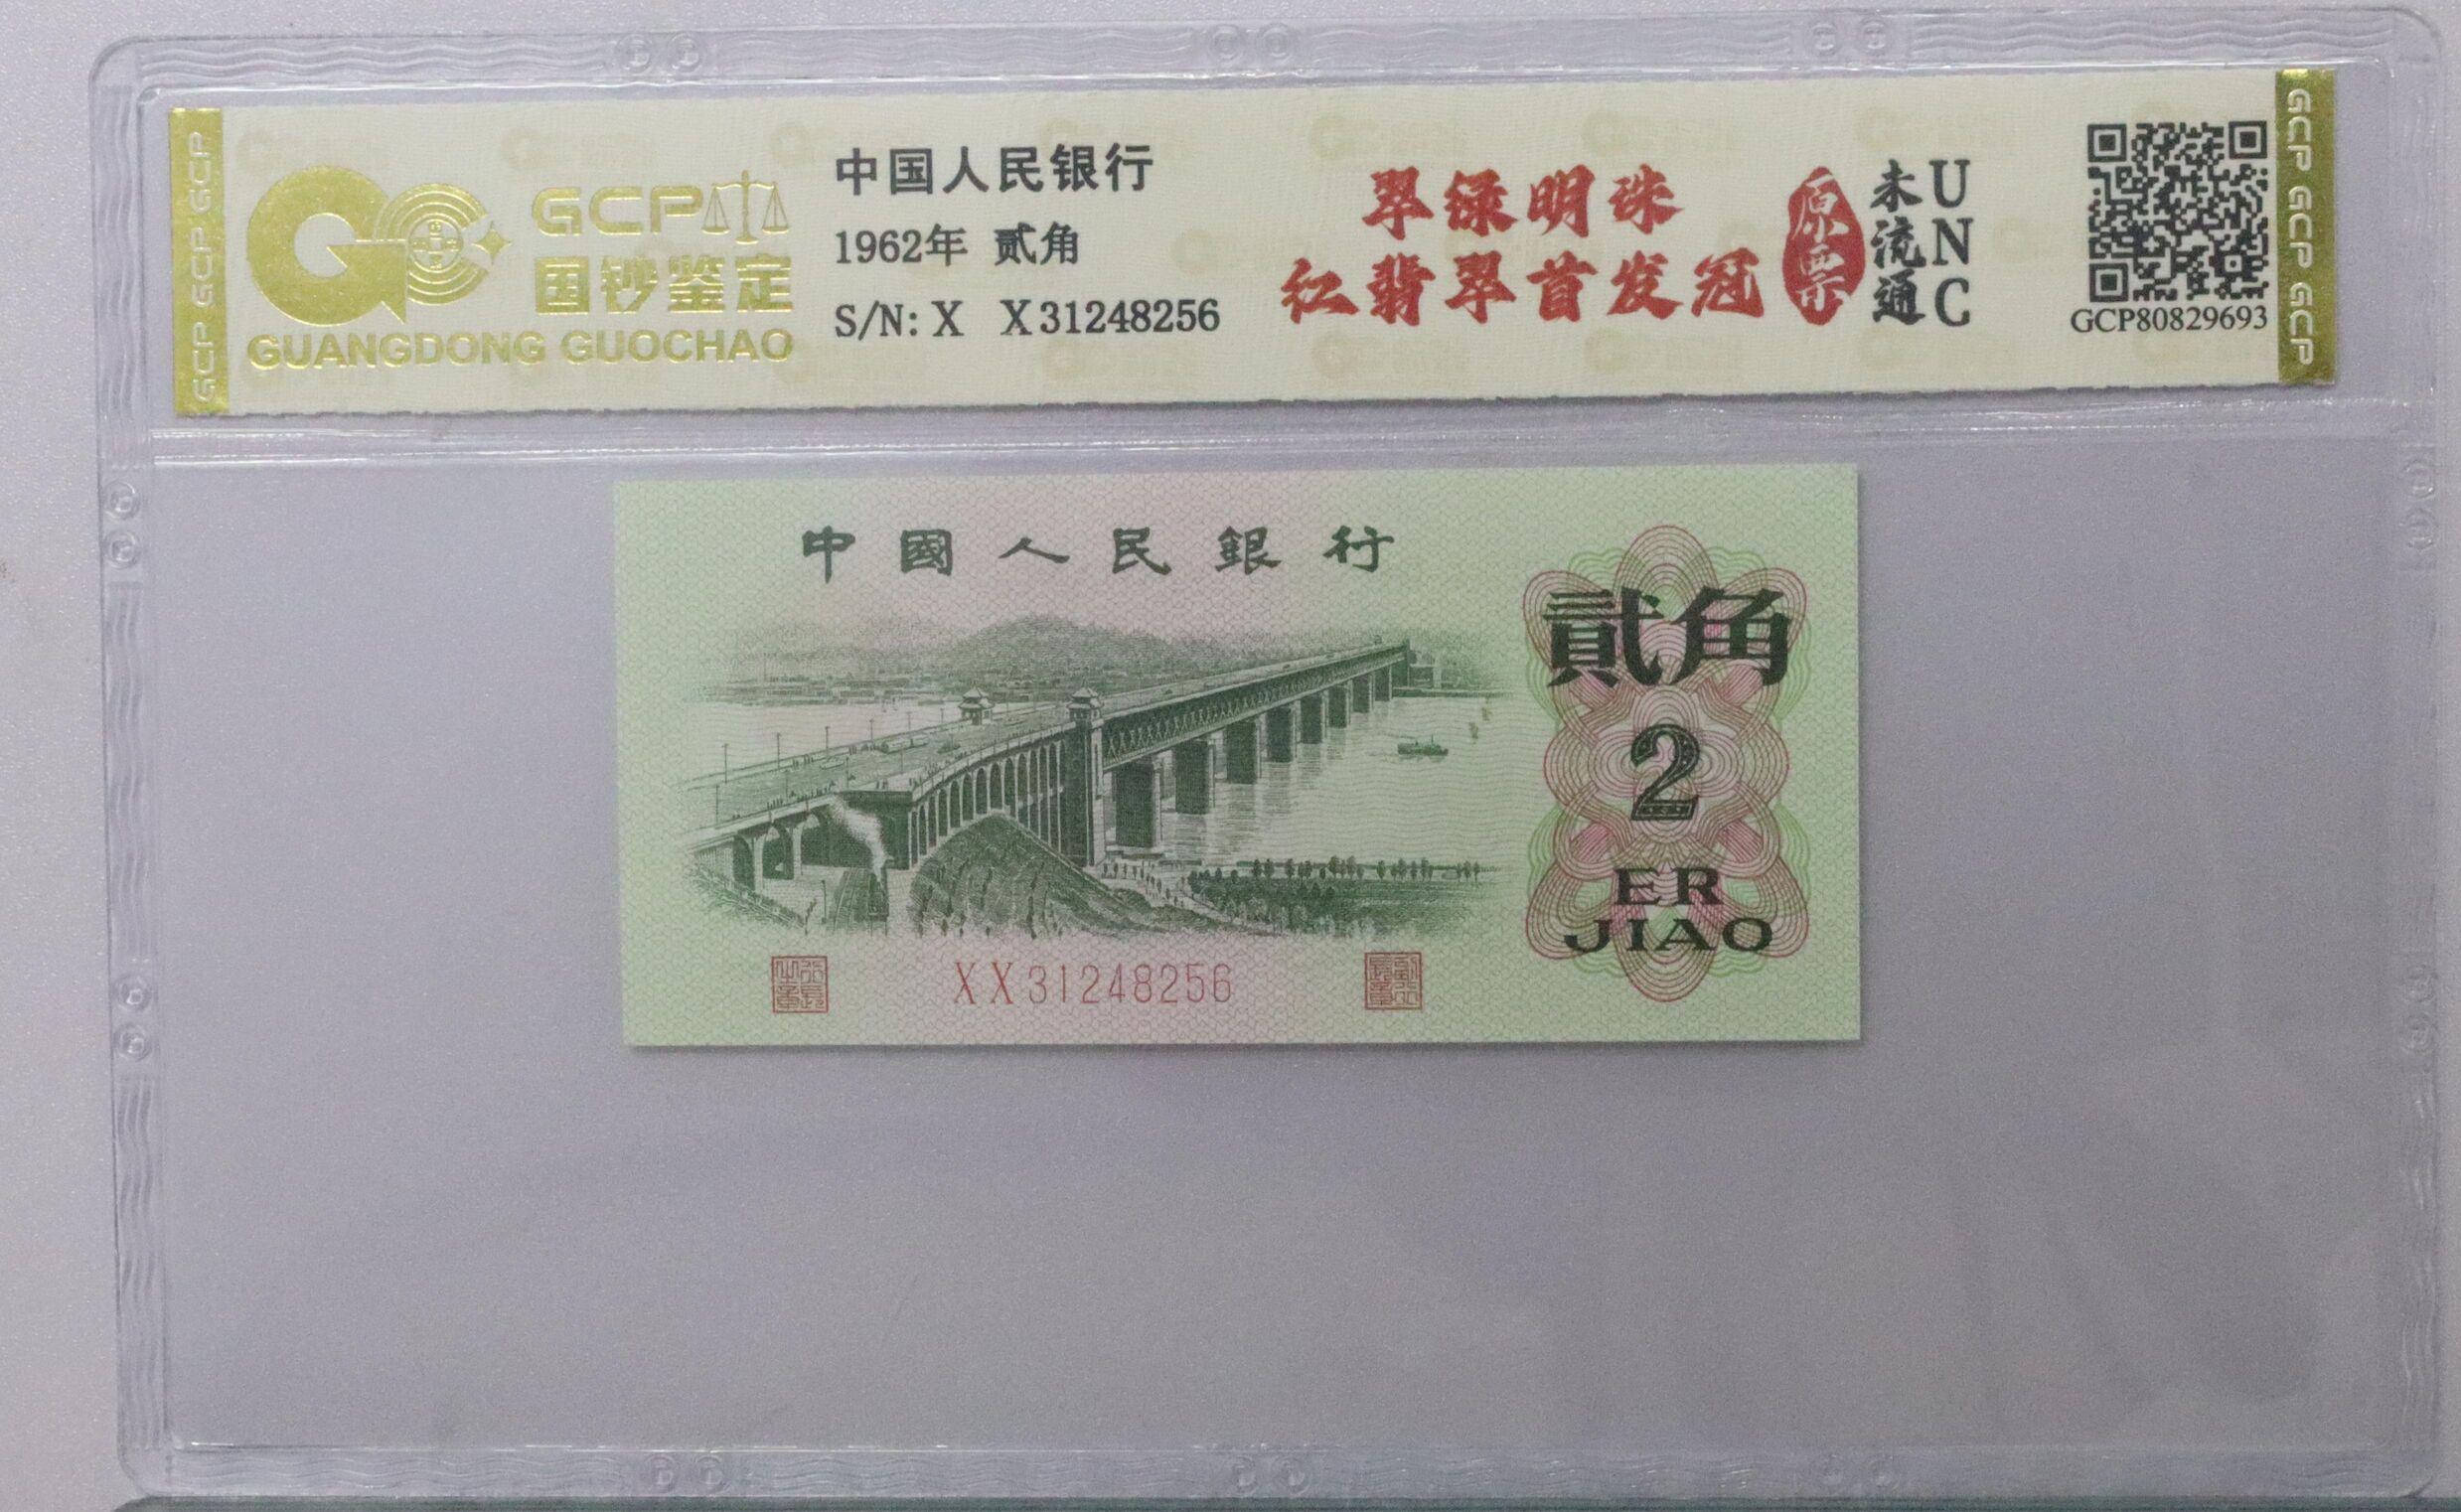 GCP
国钞鉴定
GUANGDONG GUOCHAO
中国人民银行
1962年 贰角
S/N: X X31248256
翠绿明珠
红翡翠首发冠
原票
未流通
UNC
GCP80829693
GCP GCP GCP
GCP GCP GCP
中國人民銀行
貳角
2
ER
JIAO
XX31248256